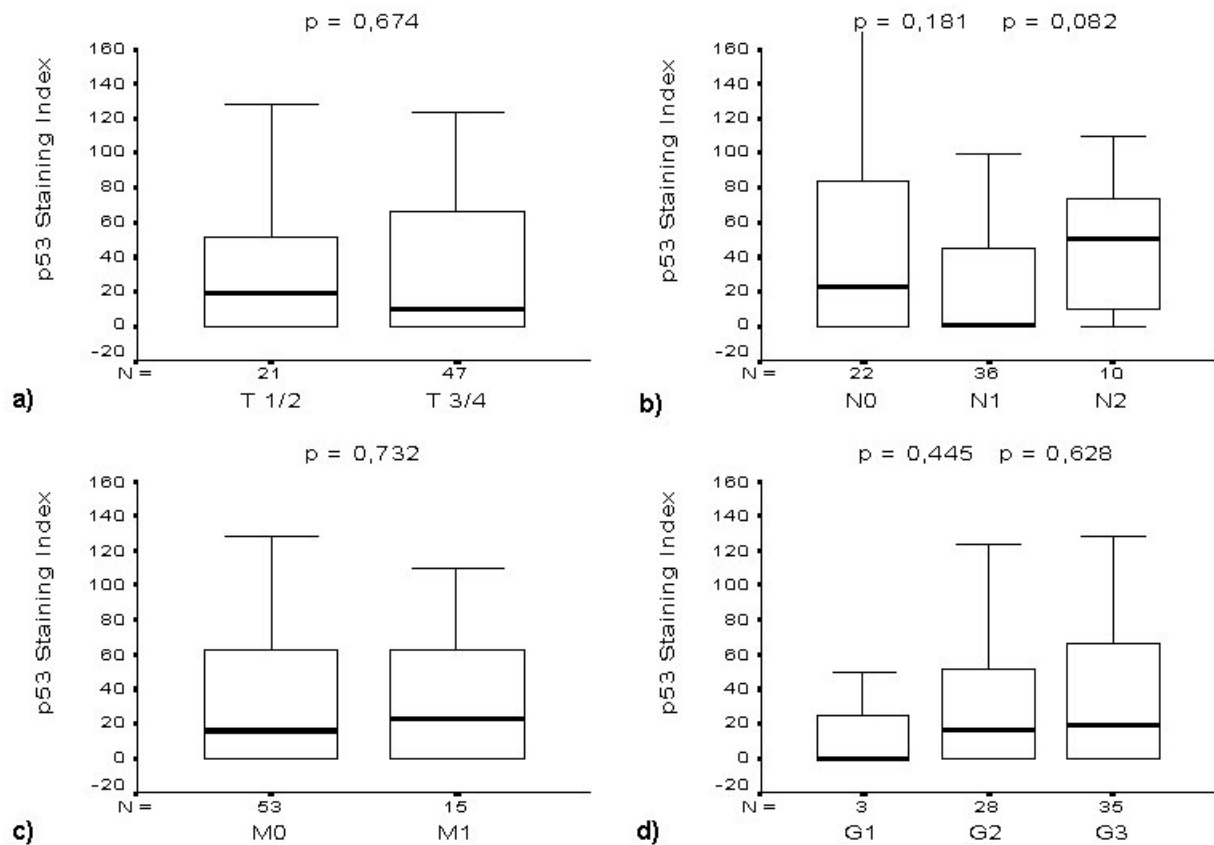 p = 0,674
p53 Staining Index
160
140
120
100
80
60
40
20
0
-20
N = 21 47
T 1/2 T 3/4
a)
p = 0,181 p = 0,082
p53 Staining Index
160
140
120
100
80
60
40
20
0
-20
N = 22 36 10
N0 N1 N2
b)
p = 0,732
p53 Staining Index
160
140
120
100
80
60
40
20
0
-20
N = 53 15
M0 M1
c)
p = 0,445 p = 0,628
p53 Staining Index
160
140
120
100
80
60
40
20
0
-20
N = 3 28 35
G1 G2 G3
d)